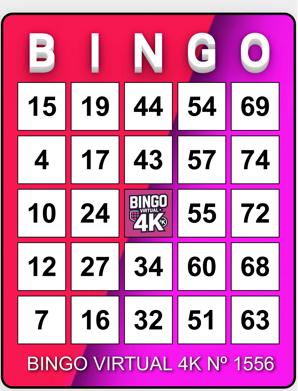 B I N G O
15 19 44 54 69
4 17 43 57 74
10 24 BINGO VIRTUAL 4K 55 72
12 27 34 60 68
7 16 32 51 63
BINGO VIRTUAL 4K Nº 1556